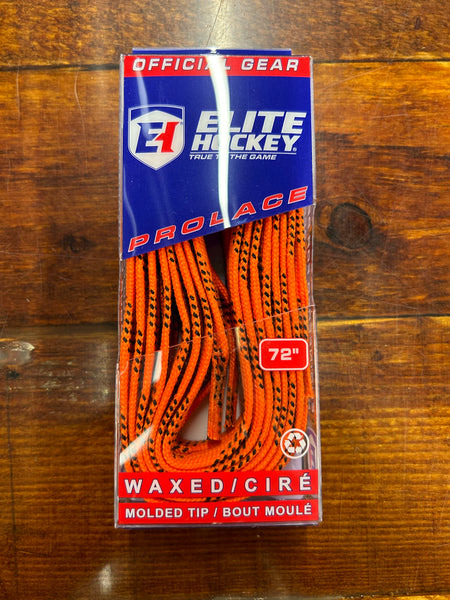 OFFICIAL GEAR
EH
ELITE
HOCKEY®
TRUE TO THE GAME
PROLACE
72"
WAXED/CIRÉ
MOLDED TIP / BOUT MOULÉ